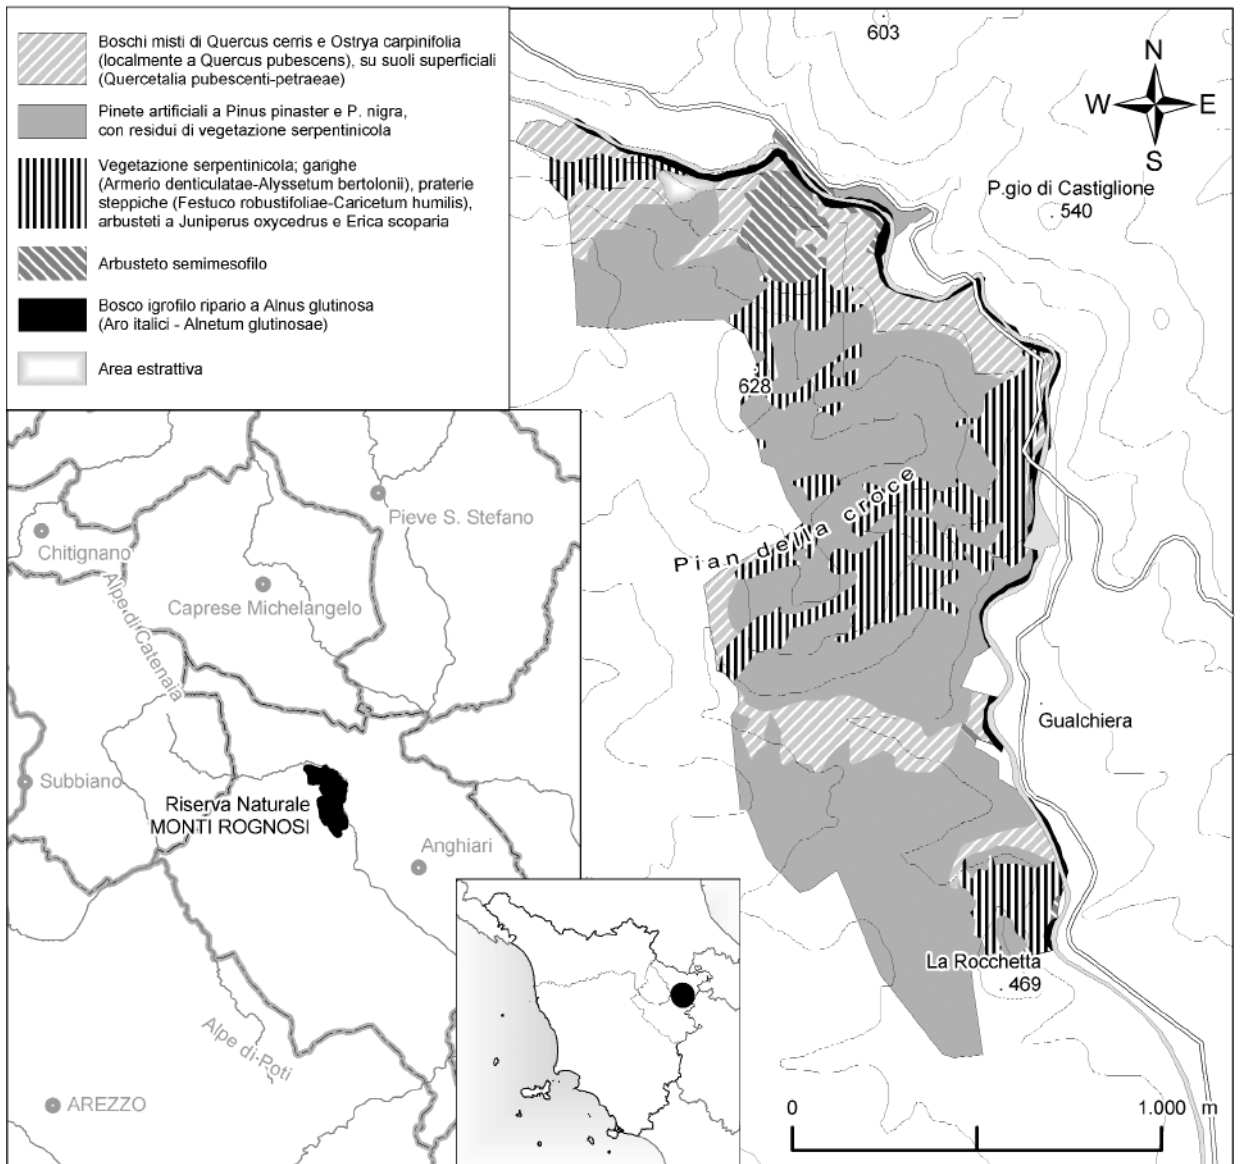 Boschi misti di Quercus cerris e Ostrya carpinifolia
(localmente a Quercus pubescens), su suoli superficiali
(Quercetalia pubescenti-petraeae)
Pinete artificiali a Pinus pinaster e P. nigra,
con residui di vegetazione serpentinicola
Vegetazione serpentinicola; garighe
(Armerio denticulatae-Alyssetum bertolonii), praterie
steppiche (Festuco robustifoliae-Caricetum humilis),
arbusteti a Juniperus oxycedrus e Erica scoparia
Arbusteto semimesofilo
Bosco igrofilo ripario a Alnus glutinosa
(Aro italici - Alnetum glutinosae)
Area estrattiva
603
N
W E
S
P.gio di Castiglione
540
628
Pian della croce
Gualchiera
La Rocchetta
469
0 1.000 m
Pieve S. Stefano
Chitignano
Caprese Michelangelo
Alpe di Catenaia
Subbiano
Riserva Naturale
MONTI ROGNOSI
Anghiari
Alpe di Poti
AREZZO